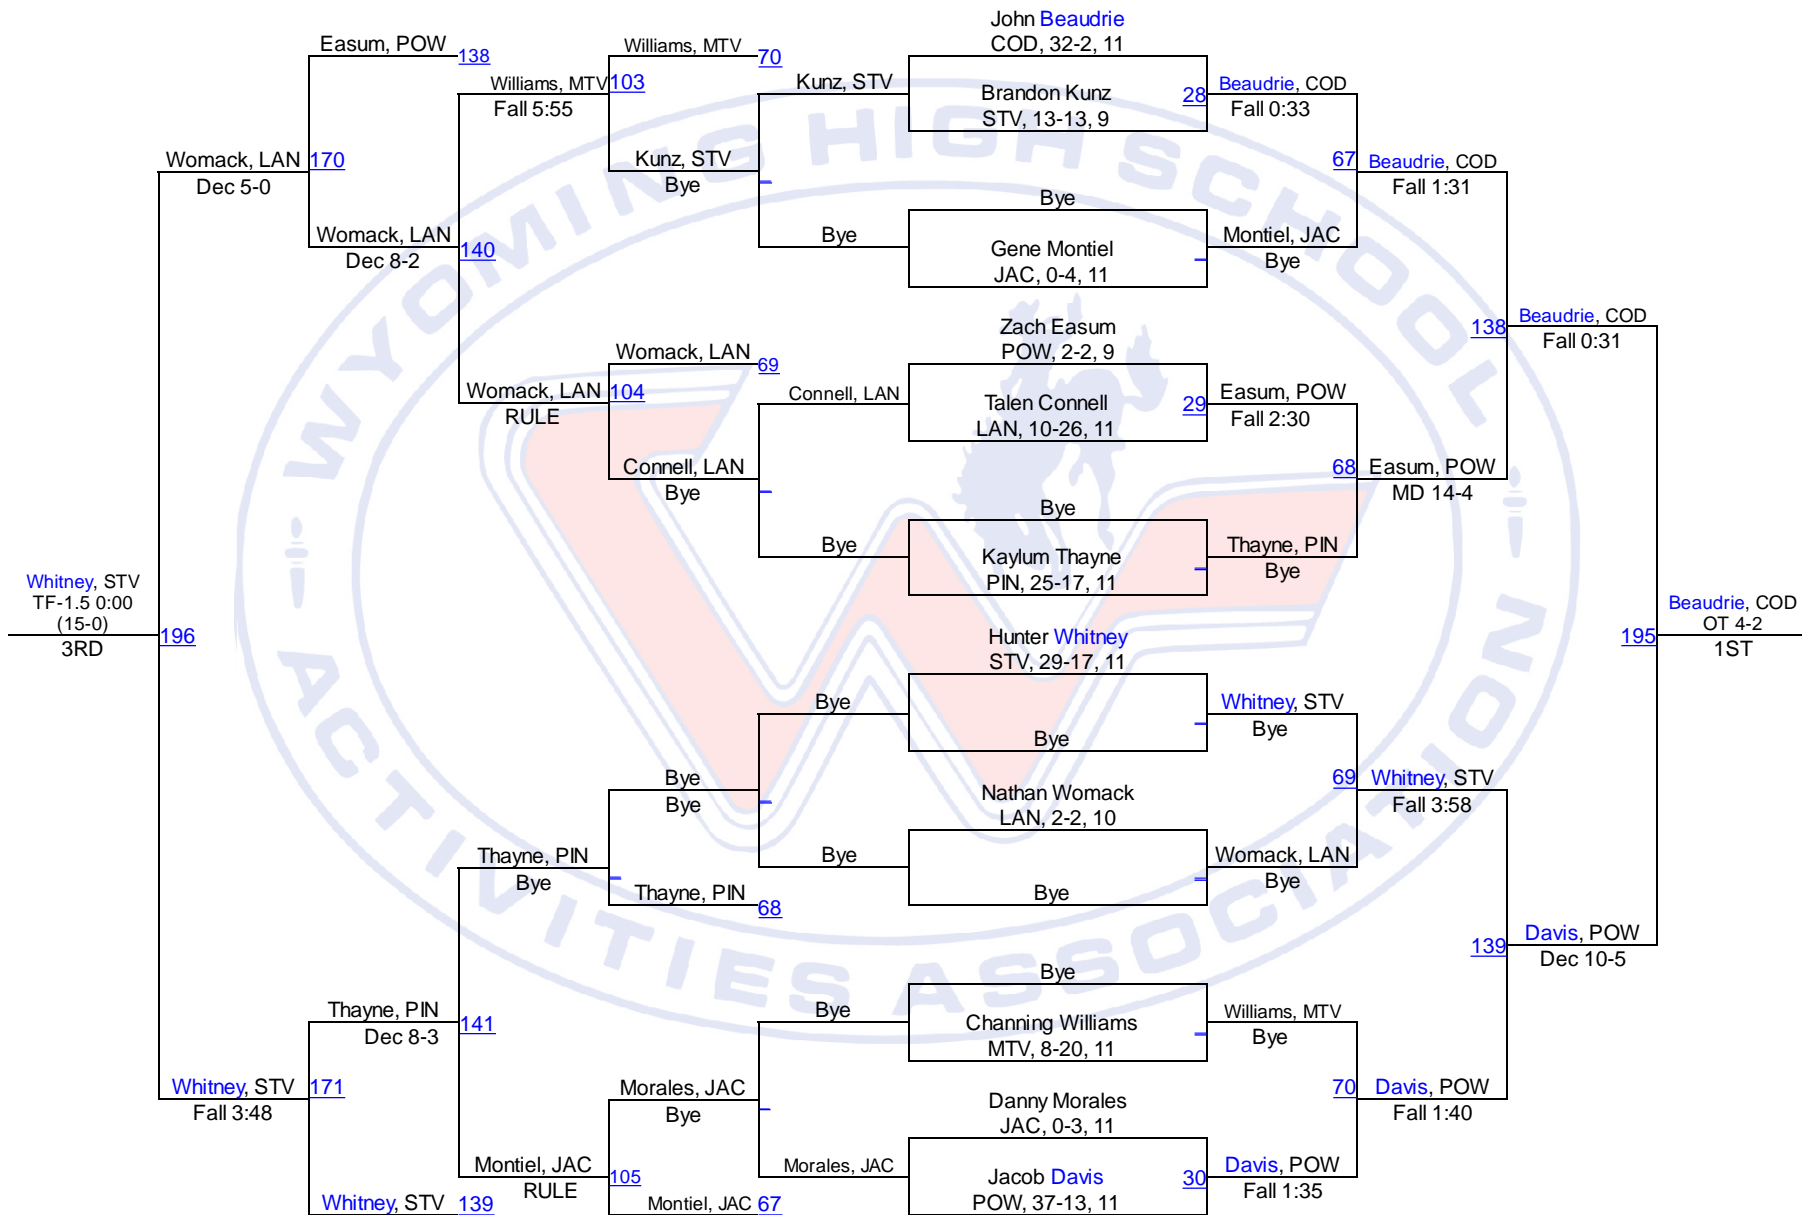 John Beaudrie
COD, 32-2, 11
Easum, POW
138
Williams, MTV
70
Williams, MTV
103
Fall 5:55
Kunz, STV
Brandon Kunz
STV, 13-13, 9
28
Beaudrie, COD
Fall 0:33
Womack, LAN
170
Dec 5-0
Kunz, STV
Bye
67
Beaudrie, COD
Fall 1:31
Bye
Womack, LAN
140
Dec 8-2
Bye
Gene Montiel
JAC, 0-4, 11
Montiel, JAC
Bye
Zach Easum
POW, 2-2, 9
138
Beaudrie, COD
Fall 0:31
Womack, LAN
69
Womack, LAN
104
RULE
Connell, LAN
Talen Connell
LAN, 10-26, 11
29
Easum, POW
Fall 2:30
Connell, LAN
Bye
68
Easum, POW
MD 14-4
Bye
Bye
Kaylum Thayne
PIN, 25-17, 11
Thayne, PIN
Bye
Whitney, STV
TF-1.5 0:00
(15-0)
3RD
196
Hunter Whitney
STV, 29-17, 11
195
Beaudrie, COD
OT 4-2
1ST
Bye
Bye
Whitney, STV
Bye
Bye
Bye
Nathan Womack
LAN, 2-2, 10
69
Whitney, STV
Fall 3:58
Thayne, PIN
Bye
Bye
Womack, LAN
Bye
Thayne, PIN
68
Bye
139
Davis, POW
Dec 10-5
Bye
Thayne, PIN
141
Dec 8-3
Bye
Channing Williams
MTV, 8-20, 11
Williams, MTV
Bye
Whitney, STV
171
Fall 3:48
Morales, JAC
Bye
Danny Morales
JAC, 0-3, 11
70
Davis, POW
Fall 1:40
Montiel, JAC
105
RULE
Morales, JAC
Jacob Davis
POW, 37-13, 11
30
Davis, POW
Fall 1:35
Whitney, STV
139
Montiel, JAC
67
WYOMING HIGH SCHOOL
ACTIVITIES ASSOCIATION